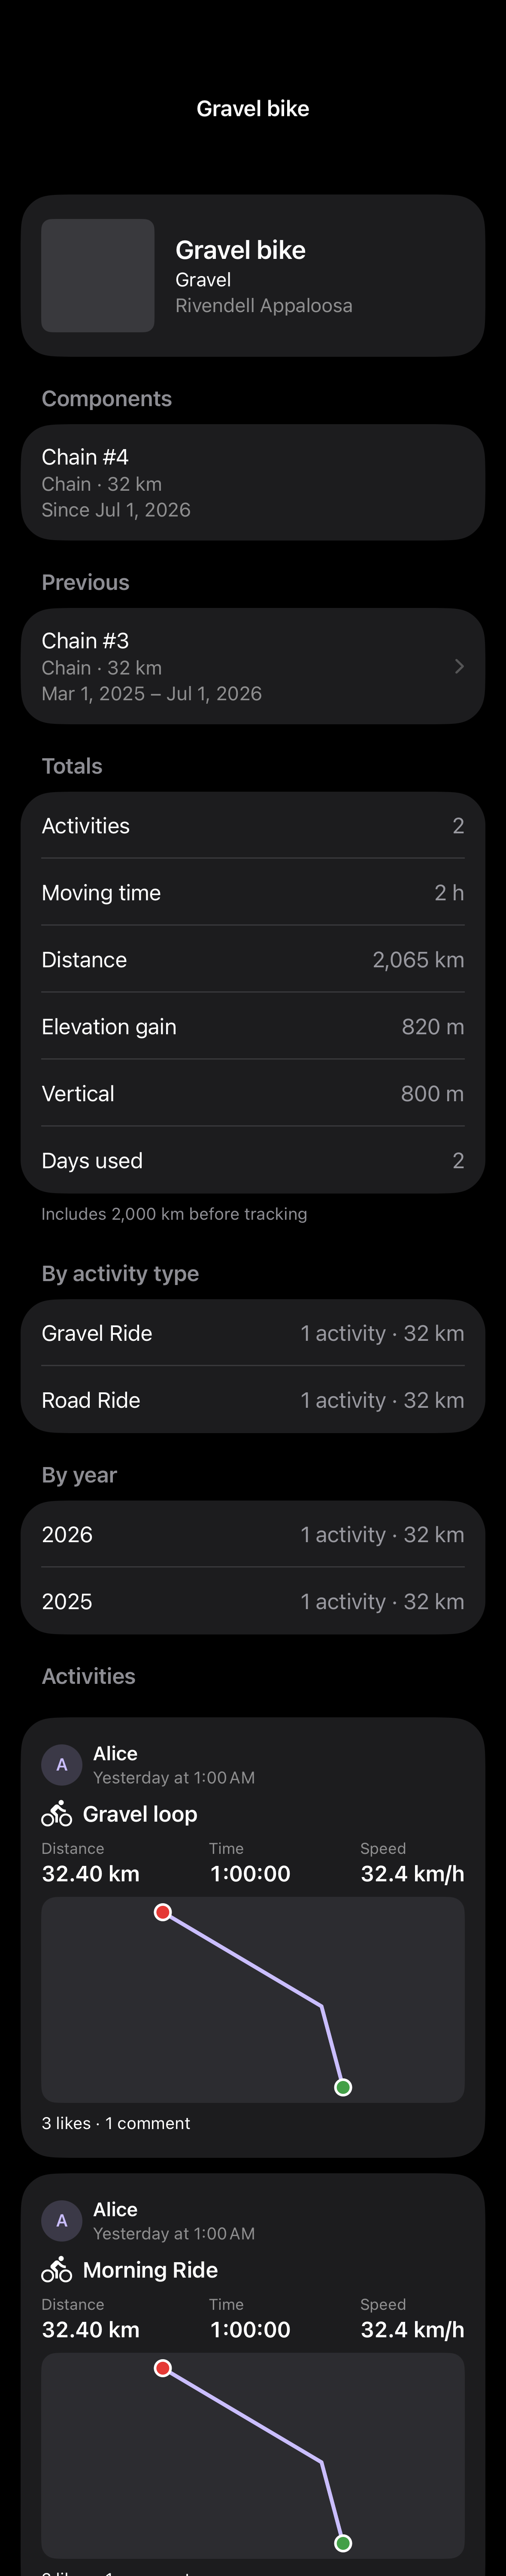 Gravel bike
Gravel bike
Gravel
Rivendell Appaloosa
Components
Chain #4
Chain · 32 km
Since Jul 1, 2026
Previous
Chain #3
Chain · 32 km
Mar 1, 2025 – Jul 1, 2026
Totals
Activities 2
Moving time 2 h
Distance 2,065 km
Elevation gain 820 m
Vertical 800 m
Days used 2
Includes 2,000 km before tracking
By activity type
Gravel Ride 1 activity · 32 km
Road Ride 1 activity · 32 km
By year
2026 1 activity · 32 km
2025 1 activity · 32 km
Activities
A Alice
Yesterday at 1:00 AM
Gravel loop
Distance Time Speed
32.40 km 1:00:00 32.4 km/h
3 likes · 1 comment
A Alice
Yesterday at 1:00 AM
Morning Ride
Distance Time Speed
32.40 km 1:00:00 32.4 km/h